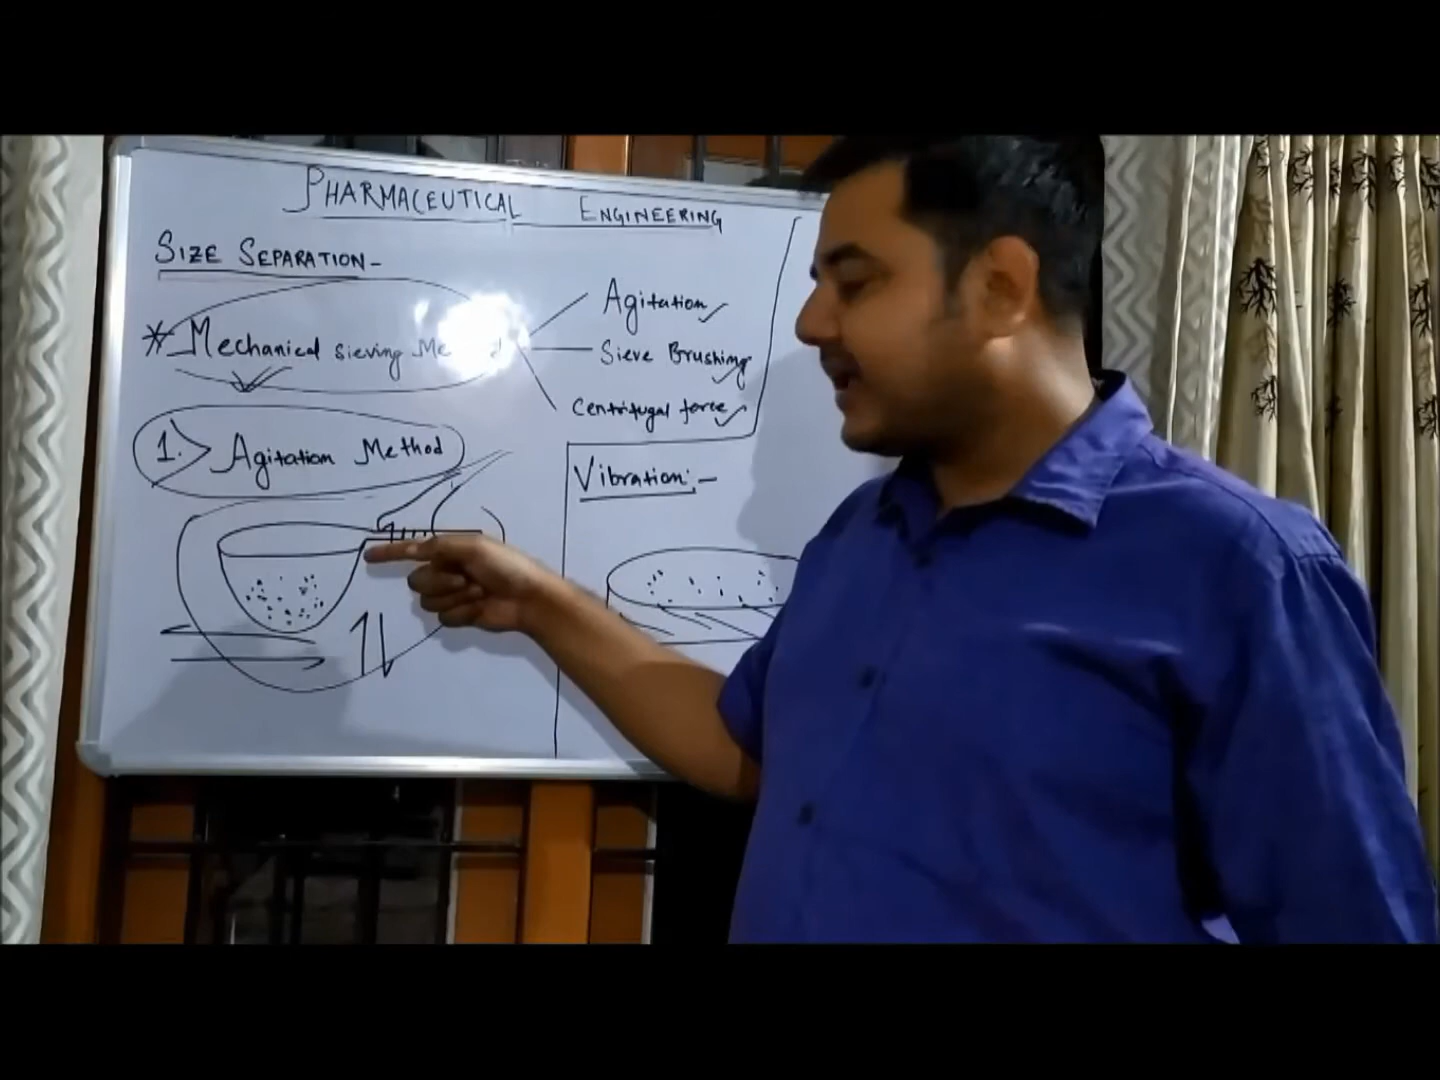 PHARMACEUTICAL ENGINEERING
SIZE SEPARATION-
* Mechanical sieving
Agitation
Sieve Brushing
Centrifugal force
1.> Agitation Method
Vibration:-